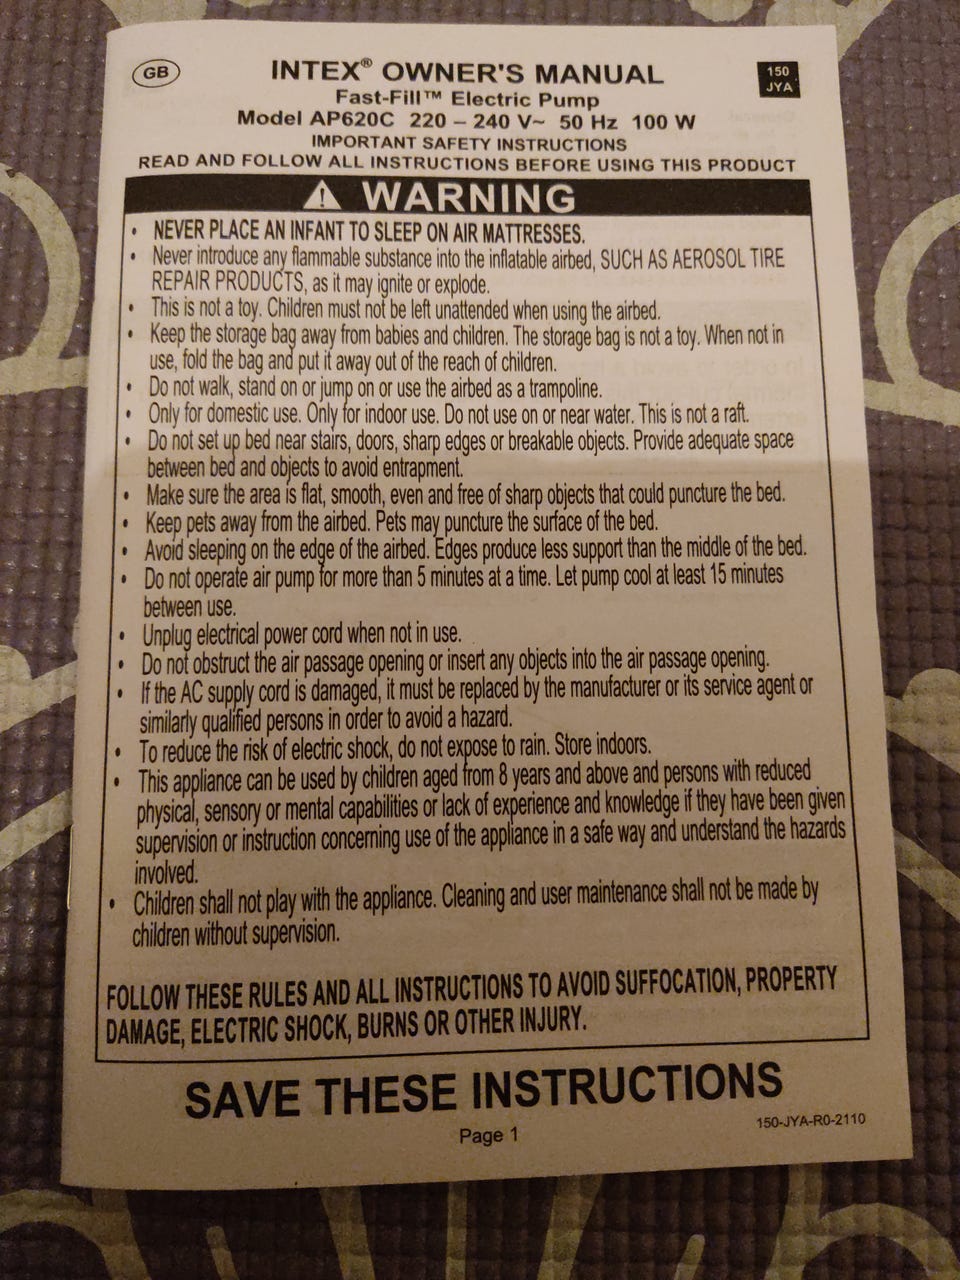 GB
INTEX® OWNER'S MANUAL
150
JYA
Fast-Fill™ Electric Pump
Model AP620C 220 – 240 V~ 50 Hz 100 W
IMPORTANT SAFETY INSTRUCTIONS
READ AND FOLLOW ALL INSTRUCTIONS BEFORE USING THIS PRODUCT
WARNING
• NEVER PLACE AN INFANT TO SLEEP ON AIR MATTRESSES.
• Never introduce any flammable substance into the inflatable airbed, SUCH AS AEROSOL TIRE
REPAIR PRODUCTS, as it may ignite or explode.
• This is not a toy. Children must not be left unattended when using the airbed.
• Keep the storage bag away from babies and children. The storage bag is not a toy. When not in
use, fold the bag and put it away out of the reach of children.
• Do not walk, stand on or jump on or use the airbed as a trampoline.
• Only for domestic use. Only for indoor use. Do not use on or near water. This is not a raft.
• Do not set up bed near stairs, doors, sharp edges or breakable objects. Provide adequate space
between bed and objects to avoid entrapment.
• Make sure the area is flat, smooth, even and free of sharp objects that could puncture the bed.
• Keep pets away from the airbed. Pets may puncture the surface of the bed.
• Avoid sleeping on the edge of the airbed. Edges produce less support than the middle of the bed.
• Do not operate air pump for more than 5 minutes at a time. Let pump cool at least 15 minutes
between use.
• Unplug electrical power cord when not in use.
• Do not obstruct the air passage opening or insert any objects into the air passage opening.
• If the AC supply cord is damaged, it must be replaced by the manufacturer or its service agent or
similarly qualified persons in order to avoid a hazard.
• To reduce the risk of electric shock, do not expose to rain. Store indoors.
• This appliance can be used by children aged from 8 years and above and persons with reduced
physical, sensory or mental capabilities or lack of experience and knowledge if they have been given
supervision or instruction concerning use of the appliance in a safe way and understand the hazards
involved.
• Children shall not play with the appliance. Cleaning and user maintenance shall not be made by
children without supervision.
FOLLOW THESE RULES AND ALL INSTRUCTIONS TO AVOID SUFFOCATION, PROPERTY
DAMAGE, ELECTRIC SHOCK, BURNS OR OTHER INJURY.
SAVE THESE INSTRUCTIONS
150-JYA-R0-2110
Page 1